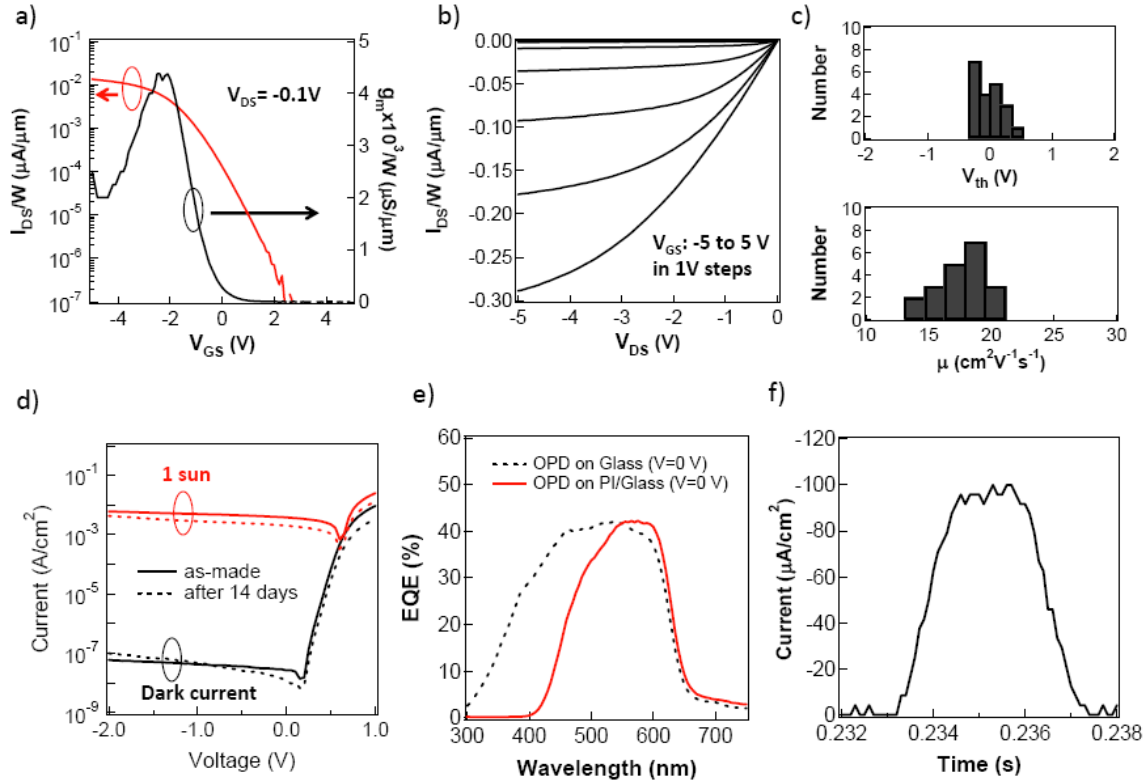 a)
10⁻¹
10⁻²
10⁻³
10⁻⁴
10⁻⁵
10⁻⁶
10⁻⁷
I_DS/W (μA/μm)
V_DS= -0.1V
5
4
3
2
1
0
g_m x10³/W (μS/μm)
-4 -2 0 2 4
V_GS (V)
b)
0.00
-0.05
-0.10
-0.15
-0.20
-0.25
-0.30
I_DS/W (μA/μm)
V_GS: -5 to 5 V
in 1V steps
-5 -4 -3 -2 -1 0
V_DS (V)
c)
10
8
6
4
2
0
Number
-2 -1 0 1 2
V_th (V)
10
8
6
4
2
0
Number
10 15 20 25 30
μ (cm²V⁻¹s⁻¹)
d)
10⁻¹
10⁻³
10⁻⁵
10⁻⁷
10⁻⁹
Current (A/cm²)
1 sun
as-made
after 14 days
Dark current
-2.0 -1.0 0.0 1.0
Voltage (V)
e)
60
50
40
30
20
10
0
EQE (%)
OPD on Glass (V=0 V)
OPD on PI/Glass (V=0 V)
300 400 500 600 700
Wavelength (nm)
f)
-120
-100
-80
-60
-40
-20
0
Current (μA/cm²)
0.232 0.234 0.236 0.238
Time (s)